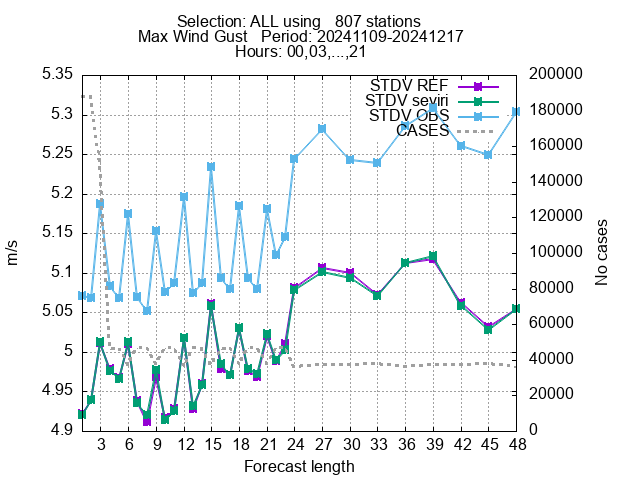 Selection: ALL using 807 stations
Max Wind Gust Period: 20241109-20241217
Hours: 00,03,...,21
5.35 200000
STDV REF
5.3 180000
STDV seviri
STDV OBS
CASES
5.25 160000
5.2 140000
5.15 120000
5.1 100000
5.05 80000
5 60000
4.95 40000
4.9 20000
0
m/s
No cases
3 6 9 12 15 18 21 24 27 30 33 36 39 42 45 48
Forecast length